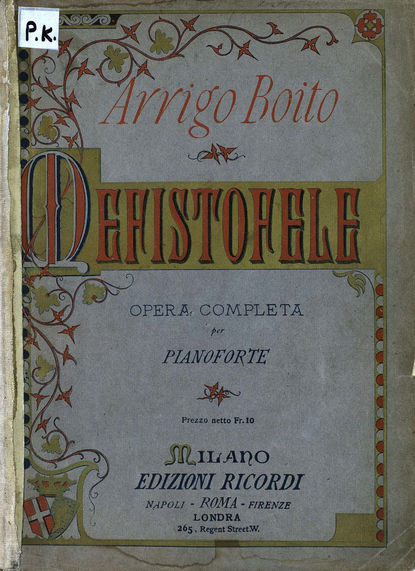 P.K.
Arrigo Boito
MEFISTOFELE
OPERA COMPLETA
per
PIANOFORTE
Prezzo netto Fr. 10
MILANO
EDIZIONI RICORDI
NAPOLI - ROMA - FIRENZE
LONDRA
265, Regent Street.W.